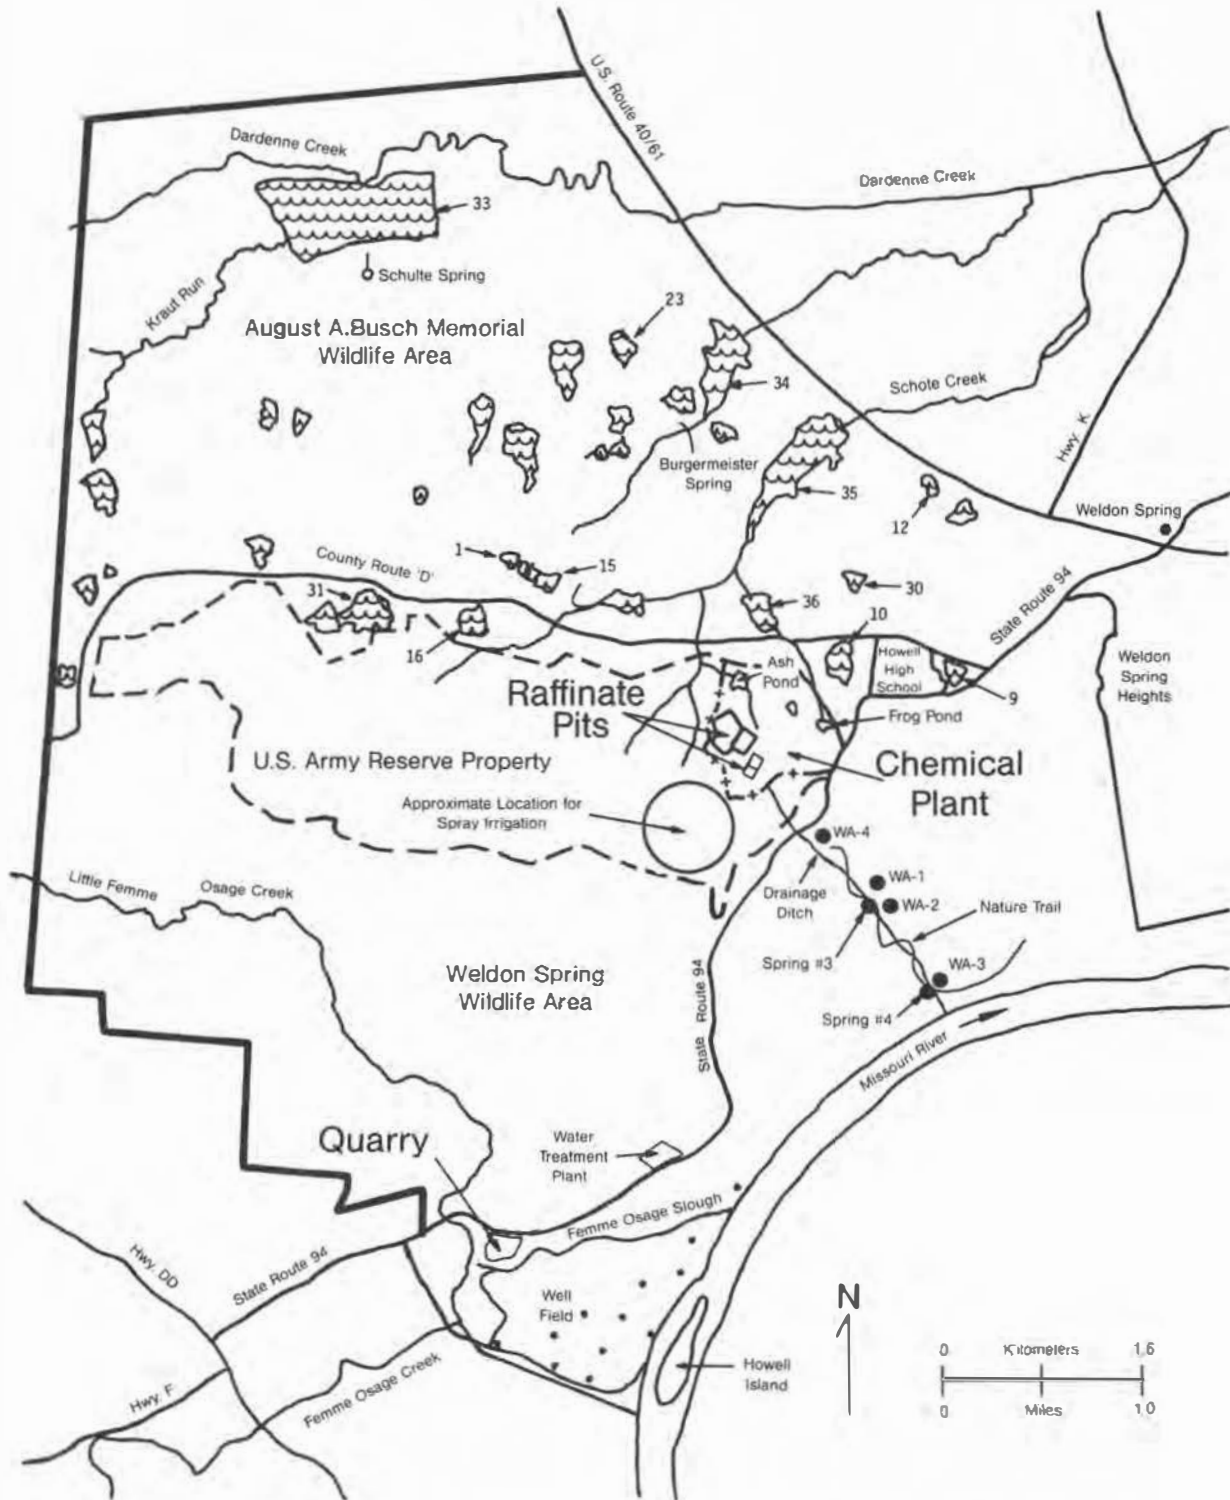 U.S. Route 40/61
Dardenne Creek
Dardenne Creek
33
Schulte Spring
Kraut Run
23
August A.Busch Memorial
Wildlife Area
34
Schote Creek
Hwy. K
Burgermeister
Spring
35
12
Weldon Spring
1
15
County Route 'D'
31
30
36
10
State Route 94
16
Ash
Pond
Howell
High
School
Weldon
Spring
Heights
Raffinate
Pits
9
Frog Pond
U.S. Army Reserve Property
Chemical
Plant
Approximate Location for
Spray Irrigation
WA-4
Little Femme
Osage Creek
WA-1
Drainage
Ditch
WA-2
Nature Trail
Spring #3
WA-3
Weldon Spring
Wildlife Area
State Route 94
Spring #4
Missouri River
Quarry
Water
Treatment
Plant
Femme Osage Slough
Hwy. DD
State Route 94
Well
Field
N
0
Kilometers
1.6
Howell
Island
Hwy. F
Femme Osage Creek
0
Miles
1.0